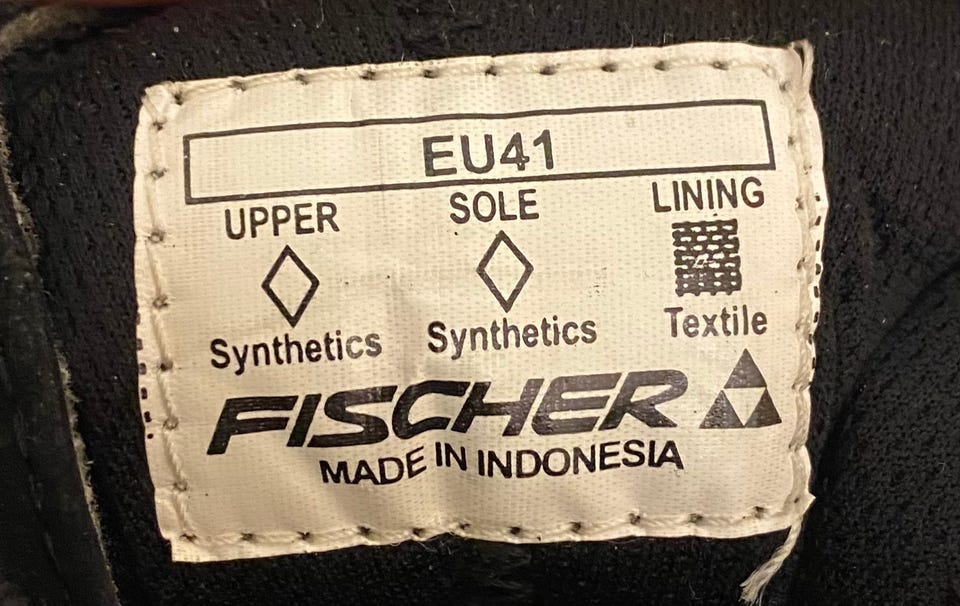 EU41
UPPER SOLE LINING
Synthetics Synthetics Textile
FISCHER
MADE IN INDONESIA